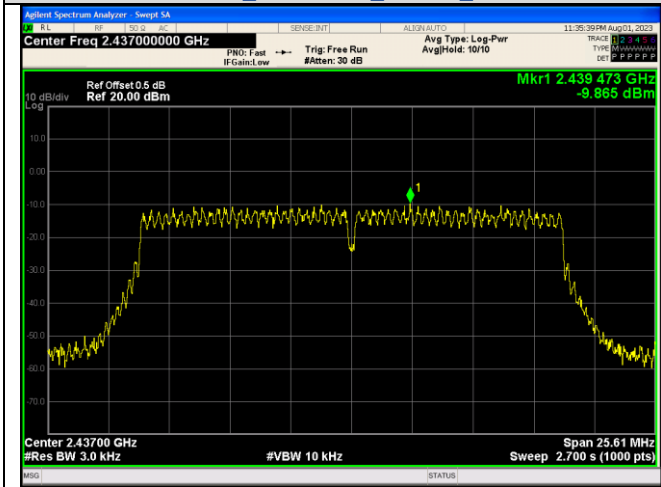 Agilent Spectrum Analyzer - Swept SA
RL RF 50 Ω AC SENSE:INT ALIGN AUTO 11:35:39 PM Aug 01, 2023
Center Freq 2.437000000 GHz
PNO: Fast
IFGain:Low
Trig: Free Run
#Atten: 30 dB
Avg Type: Log-Pwr
Avg|Hold: 10/10
TRACE 1 2 3 4 5 6
TYPE M
DET P P P P P P
Ref Offset 0.5 dB
10 dB/div Ref 20.00 dBm
Log
Mkr1 2.439 473 GHz
-9.865 dBm
10.0
0.00
1
-10.0
-20.0
-30.0
-40.0
-50.0
-60.0
-70.0
Center 2.43700 GHz Span 25.61 MHz
#Res BW 3.0 kHz #VBW 10 kHz Sweep 2.700 s (1000 pts)
MSG STATUS